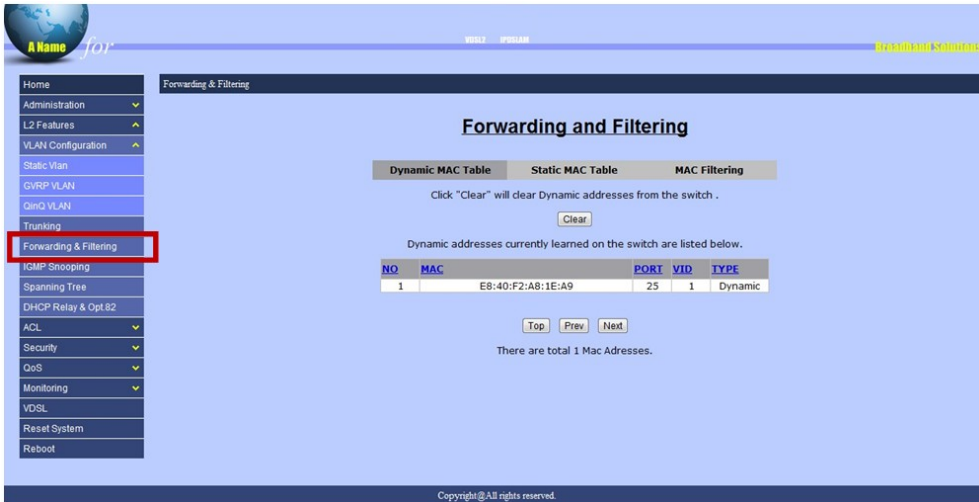 A Name for
VDSL2 IPDSLAM
Broadband Solutions
Home
Forwarding & Filtering
Administration
L2 Features
VLAN Configuration
Static Vlan
GVRP VLAN
QinQ VLAN
Trunking
Forwarding & Filtering
IGMP Snooping
Spanning Tree
DHCP Relay & Opt.82
ACL
Security
QoS
Monitoring
VDSL
Reset System
Reboot
Forwarding and Filtering
Dynamic MAC Table Static MAC Table MAC Filtering
Click "Clear" will clear Dynamic addresses from the switch .
Clear
Dynamic addresses currently learned on the switch are listed below.
NO MAC PORT VID TYPE
1 E8:40:F2:A8:1E:A9 25 1 Dynamic
Top Prev Next
There are total 1 Mac Adresses.
Copyright@All rights reserved.